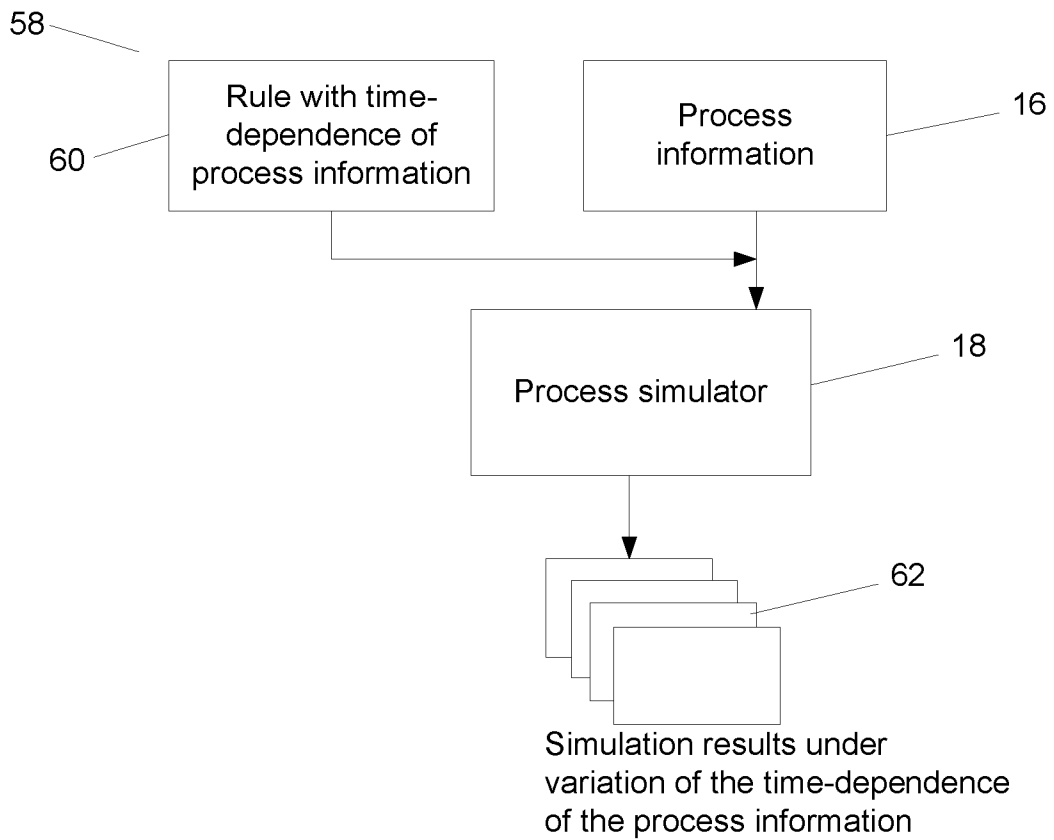 58
Rule with time-
dependence of
process information
60
Process
information
16
Process simulator
18
62
Simulation results under
variation of the time-dependence
of the process information